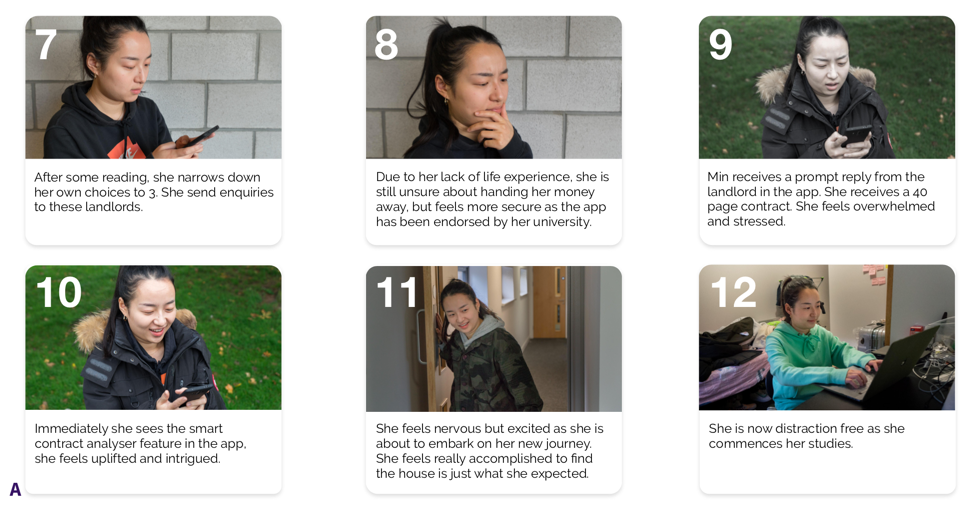 7
After some reading, she narrows down
her own choices to 3. She send enquiries
to these landlords.
8
Due to her lack of life experience, she is
still unsure about handing her money
away, but feels more secure as the app
has been endorsed by her university.
9
Min receives a prompt reply from the
landlord in the app. She receives a 40
page contract. She feels overwhelmed
and stressed.
10
Immediately she sees the smart
contract analyser feature in the app,
she feels uplifted and intrigued.
11
She feels nervous but excited as she is
about to embark on her new journey.
She feels really accomplished to find
the house is just what she expected.
12
She is now distraction free as she
commences her studies.
A